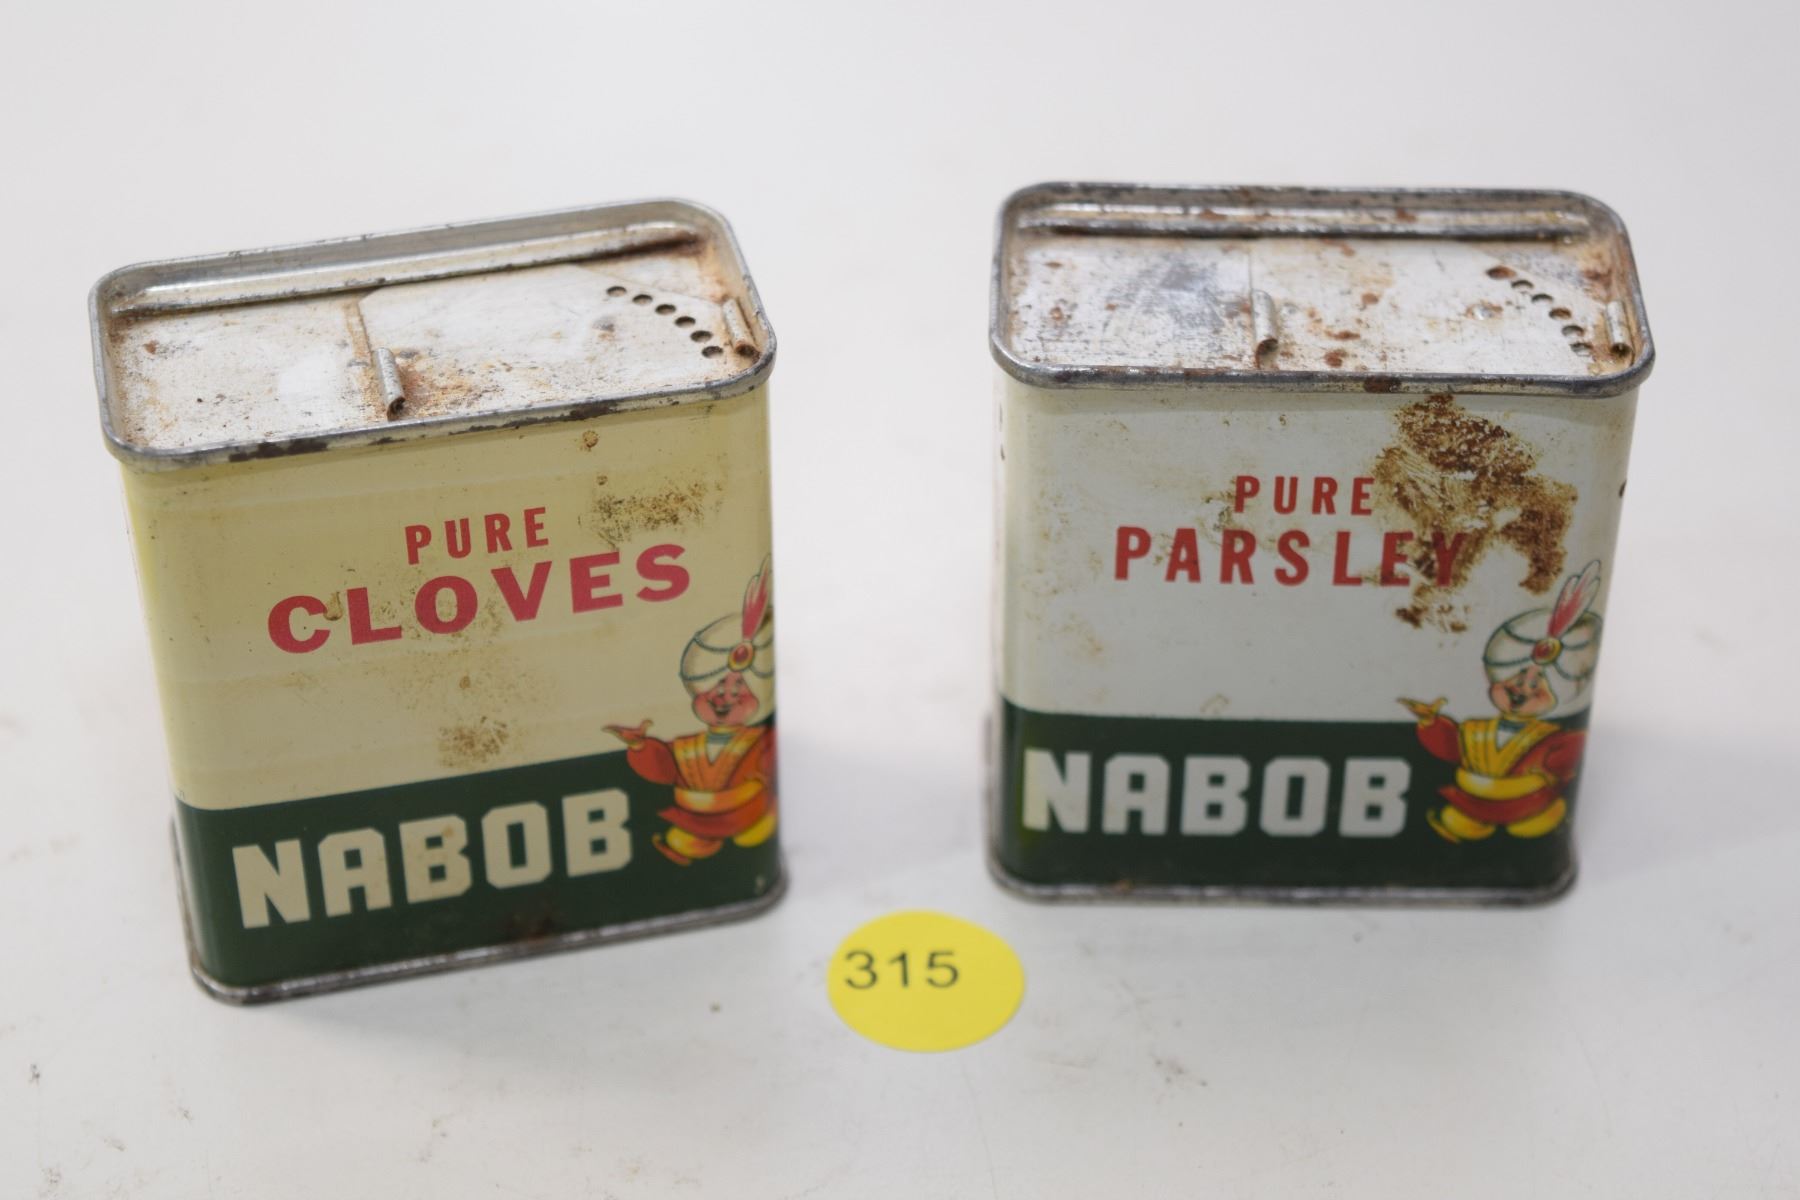 PURE
CLOVES
NABOB
PURE
PARSLEY
NABOB
315